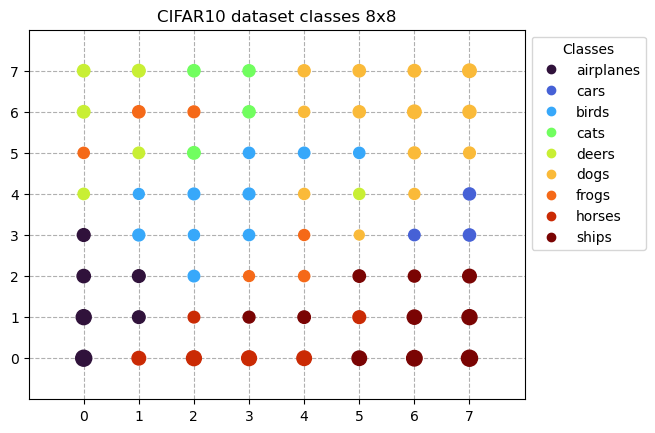 CIFAR10 dataset classes 8x8
7
6
5
4
3
2
1
0
0 1 2 3 4 5 6 7
Classes
airplanes
cars
birds
cats
deers
dogs
frogs
horses
ships